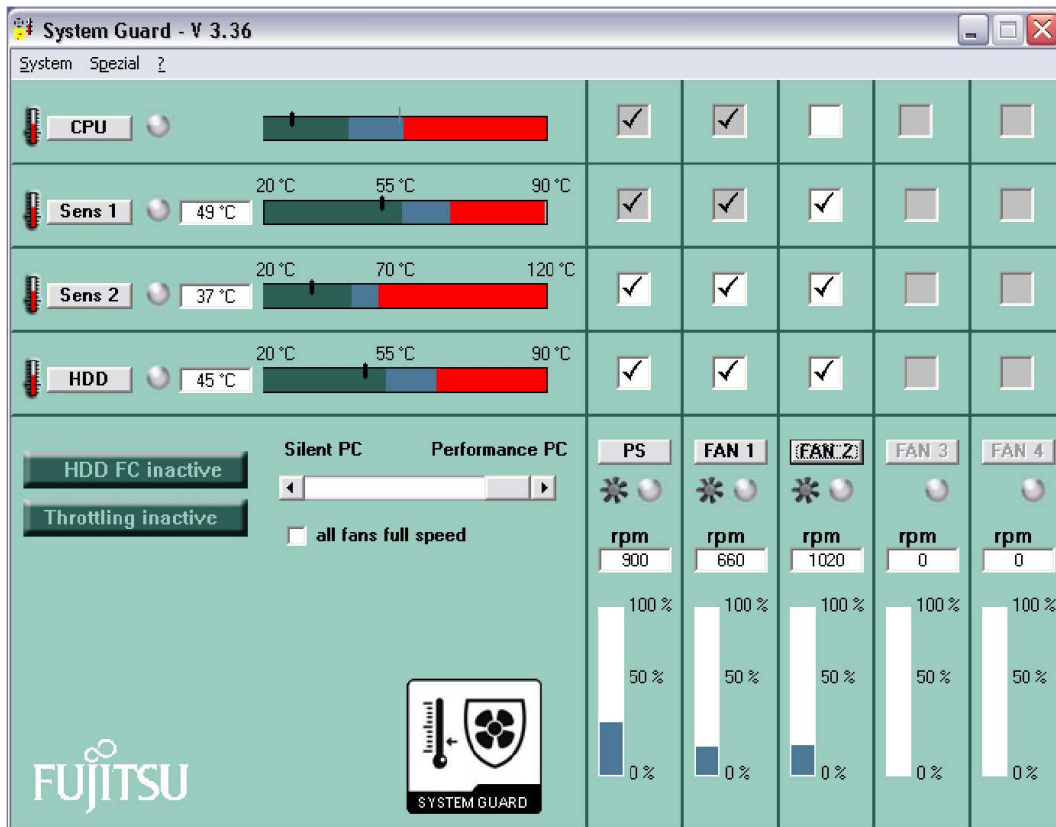 System Guard - V 3.36
System Spezial ?
CPU
20 °C 55 °C 90 °C
Sens 1 49 °C
20 °C 70 °C 120 °C
Sens 2 37 °C
20 °C 55 °C 90 °C
HDD 45 °C
HDD FC inactive
Throttling inactive
Silent PC Performance PC
all fans full speed
PS FAN 1 FAN 2 FAN 3 FAN 4
rpm rpm rpm rpm rpm
900 660 1020 0 0
100 % 100 % 100 % 100 % 100 %
50 % 50 % 50 % 50 % 50 %
0 % 0 % 0 % 0 % 0 %
FUJITSU
SYSTEM GUARD